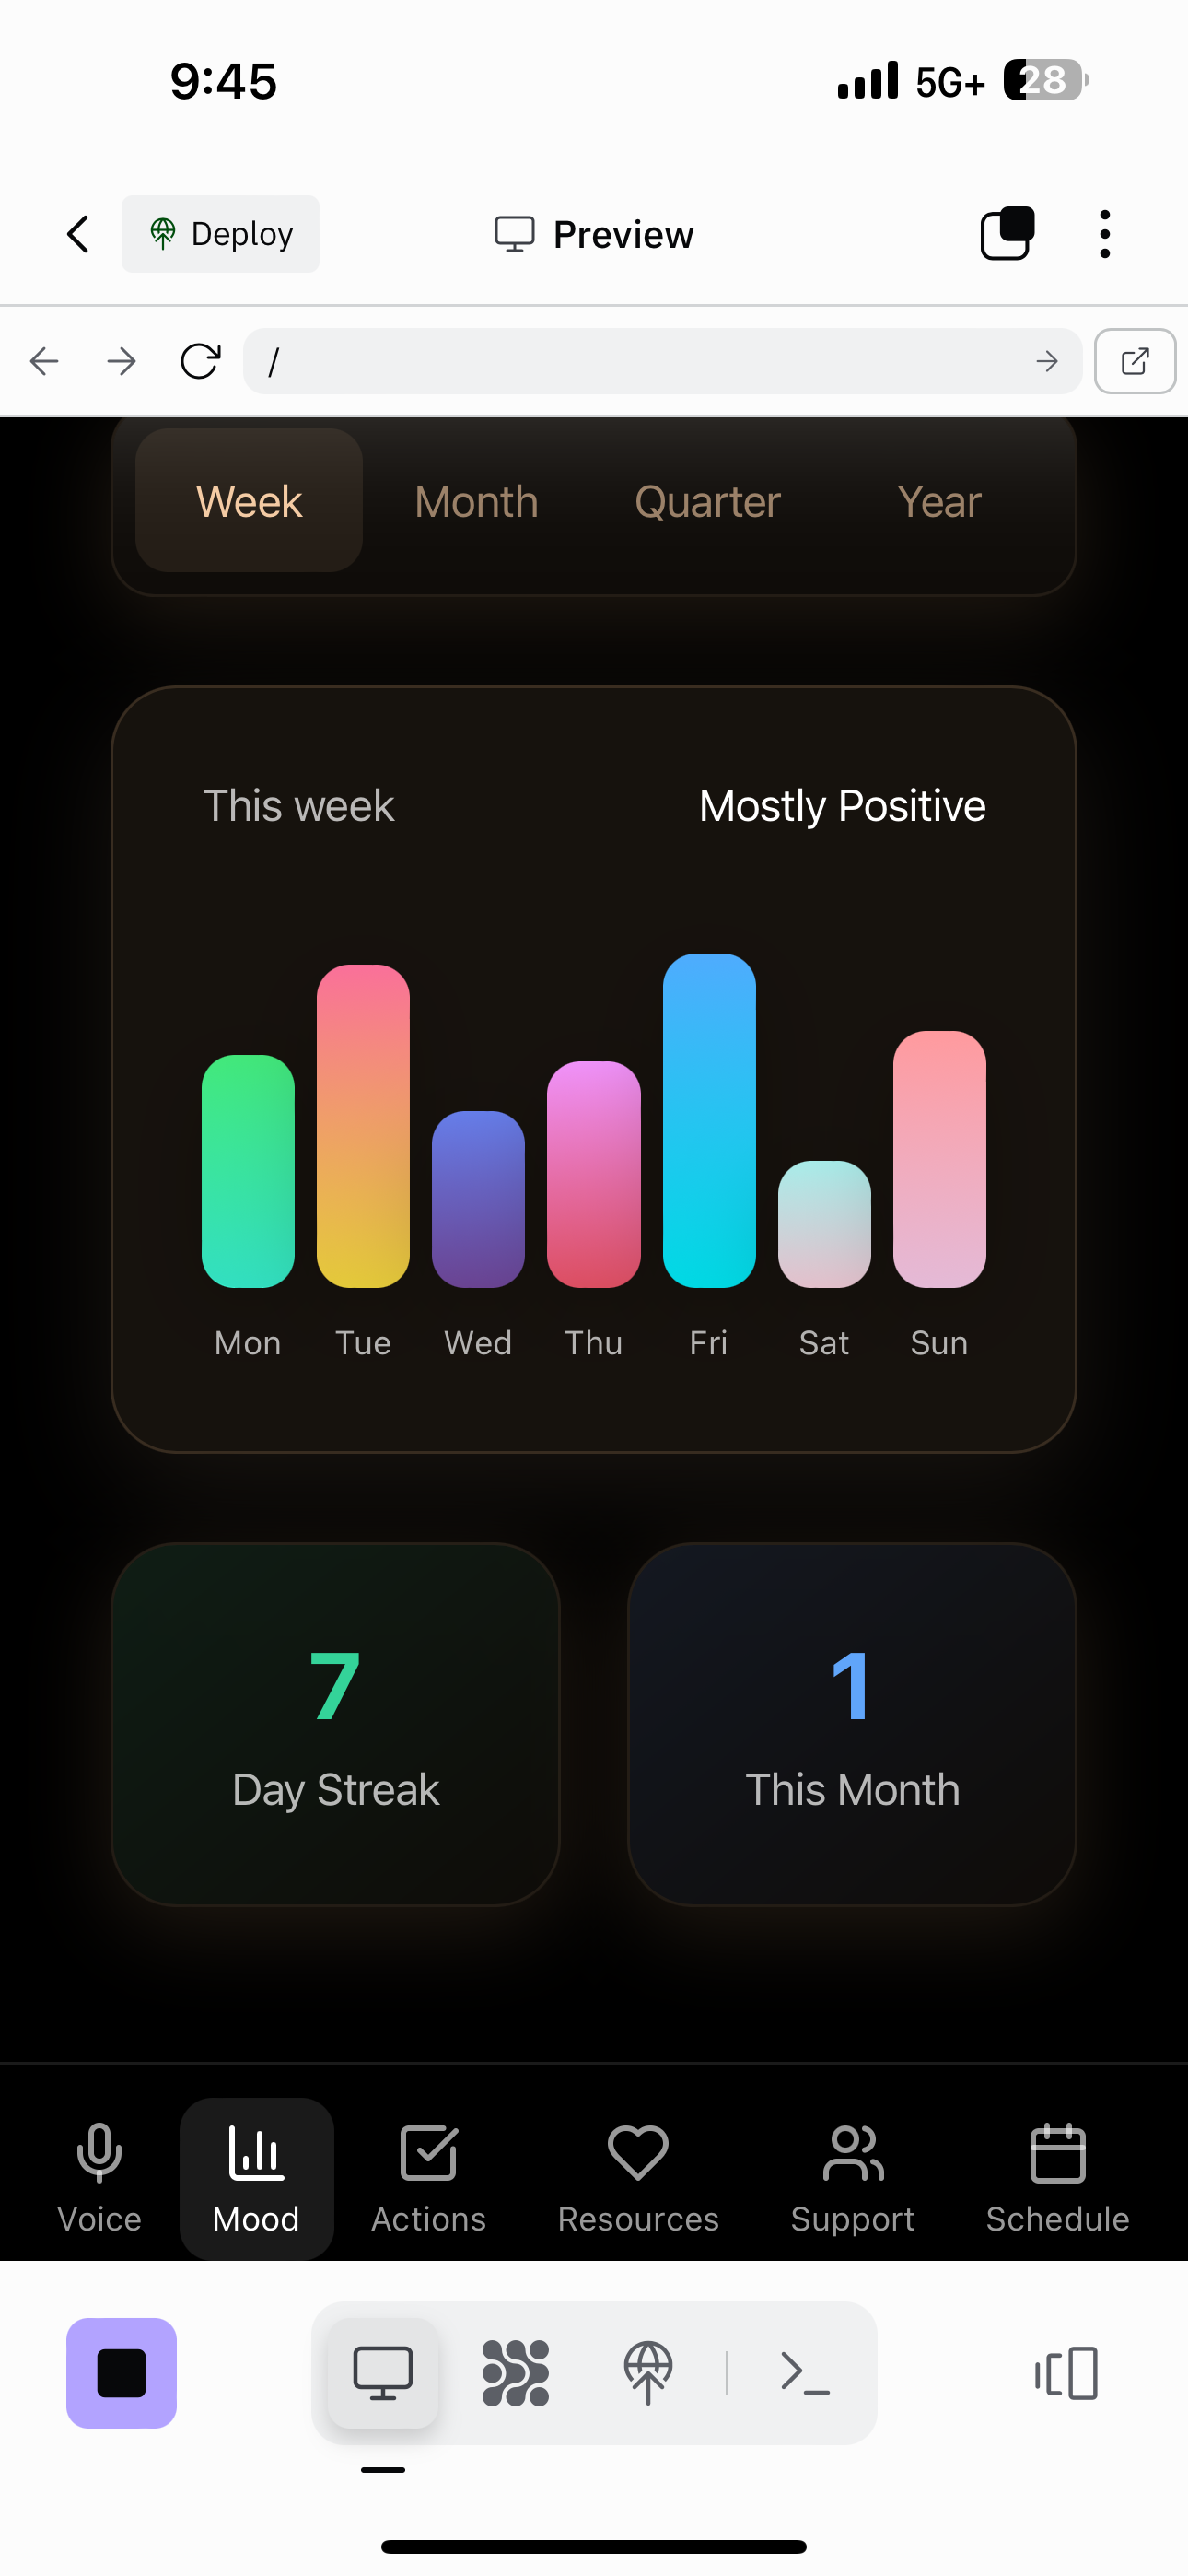 9:45
5G+
28
Deploy
Preview
/
Week Month Quarter Year
This week
Mostly Positive
Mon Tue Wed Thu Fri Sat Sun
7
Day Streak
1
This Month
Voice Mood Actions Resources Support Schedule